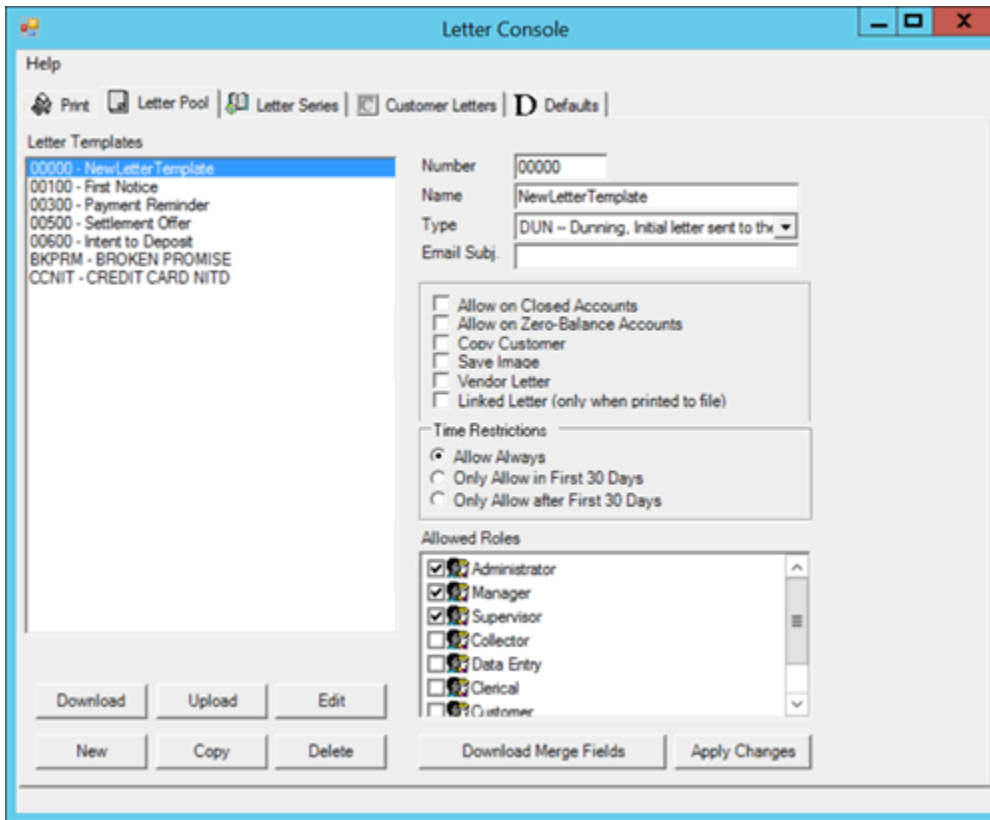 Letter Console
Help
Print Letter Pool Letter Series Customer Letters D Defaults
Letter Templates
00000 - NewLetterTemplate
00100 - First Notice
00300 - Payment Reminder
00500 - Settlement Offer
00600 - Intent to Deposit
BKPRM - BROKEN PROMISE
CCNIT - CREDIT CARD NITD
Number 00000
Name NewLetterTemplate
Type DUN -- Dunning, Initial letter sent to the
Email Subj.
Allow on Closed Accounts
Allow on Zero-Balance Accounts
Copy Customer
Save Image
Vendor Letter
Linked Letter (only when printed to file)
Time Restrictions
Allow Always
Only Allow in First 30 Days
Only Allow after First 30 Days
Allowed Roles
Administrator
Manager
Supervisor
Collector
Data Entry
Clerical
Customer
Download Upload Edit
New Copy Delete
Download Merge Fields Apply Changes